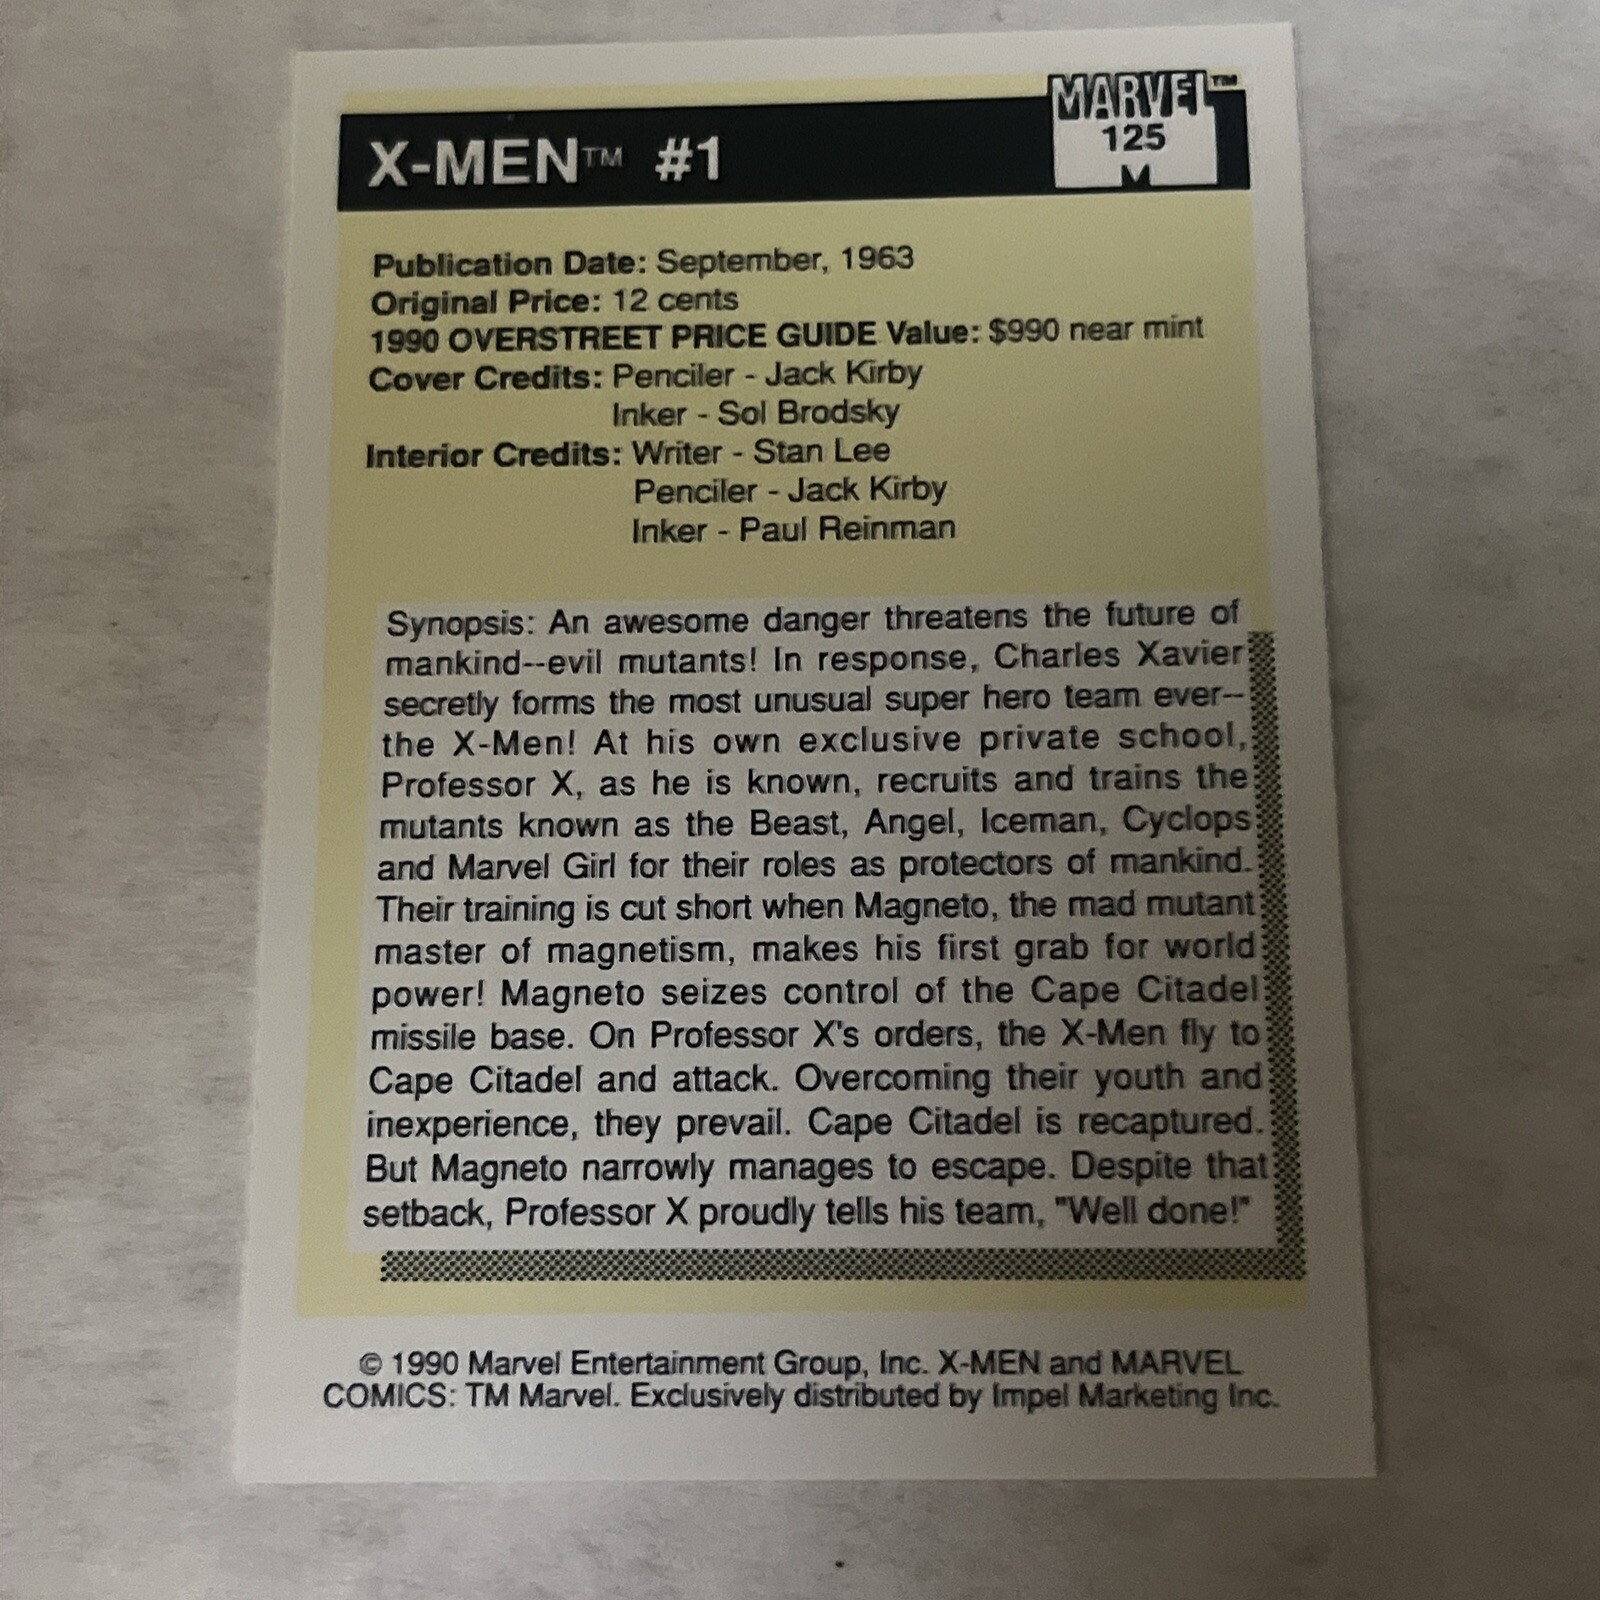 X-MEN™ #1
MARVEL™
125
M
Publication Date: September, 1963
Original Price: 12 cents
1990 OVERSTREET PRICE GUIDE Value: $990 near mint
Cover Credits: Penciler - Jack Kirby
Inker - Sol Brodsky
Interior Credits: Writer - Stan Lee
Penciler - Jack Kirby
Inker - Paul Reinman
Synopsis: An awesome danger threatens the future of
mankind--evil mutants! In response, Charles Xavier
secretly forms the most unusual super hero team ever--
the X-Men! At his own exclusive private school,
Professor X, as he is known, recruits and trains the
mutants known as the Beast, Angel, Iceman, Cyclops
and Marvel Girl for their roles as protectors of mankind.
Their training is cut short when Magneto, the mad mutant
master of magnetism, makes his first grab for world
power! Magneto seizes control of the Cape Citadel
missile base. On Professor X's orders, the X-Men fly to
Cape Citadel and attack. Overcoming their youth and
inexperience, they prevail. Cape Citadel is recaptured.
But Magneto narrowly manages to escape. Despite that
setback, Professor X proudly tells his team, "Well done!"
© 1990 Marvel Entertainment Group, Inc. X-MEN and MARVEL
COMICS: TM Marvel. Exclusively distributed by Impel Marketing Inc.